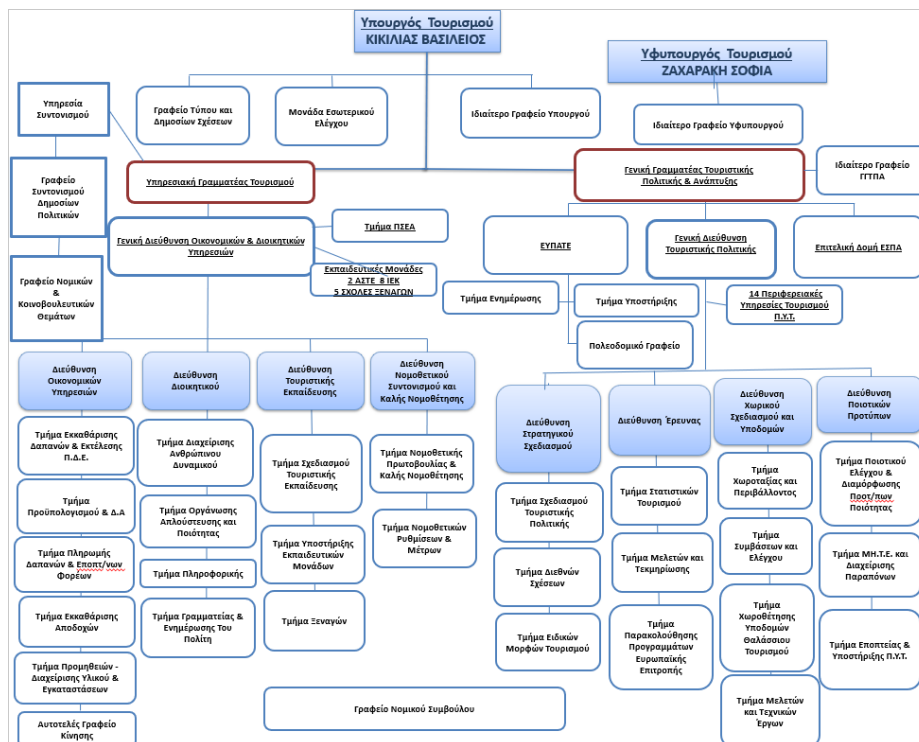 Υπουργός Τουρισμού
ΚΙΚΙΛΙΑΣ ΒΑΣΙΛΕΙΟΣ
Υφυπουργός Τουρισμού
ΖΑΧΑΡΑΚΗ ΣΟΦΙΑ
Υπηρεσία
Συντονισμού
Γραφείο Τύπου και
Δημοσίων Σχέσεων
Μονάδα Εσωτερικού
Ελέγχου
Ιδιαίτερο Γραφείο Υπουργού
Ιδιαίτερο Γραφείο Υφυπουργού
Γραφείο
Συντονισμού
Δημοσίων
Πολιτικών
Υπηρεσιακή Γραμματέας Τουρισμού
Γενική Γραμματέας Τουριστικής
Πολιτικής & Ανάπτυξης
Ιδιαίτερο Γραφείο
ΓΓΤΠΑ
Γενική Διεύθυνση Οικονομικών & Διοικητικών
Υπηρεσιών
Τμήμα ΠΣΕΑ
ΕΥΠΑΤΕ
Γενική Διεύθυνση
Τουριστικής Πολιτικής
Επιτελική Δομή ΕΣΠΑ
Γραφείο Νομικών
&
Κοινοβουλευτικών
Θεμάτων
Εκπαιδευτικές Μονάδες
2 ΑΣΤΕ 8 ΙΕΚ
5 ΣΧΟΛΕΣ ΞΕΝΑΓΩΝ
Τμήμα Ενημέρωσης
Τμήμα Υποστήριξης
14 Περιφερειακές
Υπηρεσίες Τουρισμού
Π.Υ.Τ.
Πολεοδομικό Γραφείο
Διεύθυνση
Οικονομικών
Υπηρεσιών
Διεύθυνση
Διοικητικού
Διεύθυνση
Τουριστικής
Εκπαίδευσης
Διεύθυνση
Νομοθετικού
Συντονισμού και
Καλής Νομοθέτησης
Διεύθυνση
Στρατηγικού
Σχεδιασμού
Διεύθυνση Έρευνας
Διεύθυνση
Χωρικού
Σχεδιασμού και
Υποδομών
Διεύθυνση
Ποιοτικών
Προτύπων
Τμήμα Εκκαθάρισης
Δαπανών & Εκτέλεσης
Π.Δ.Ε.
Τμήμα
Προϋπολογισμού & Δ.Α
Τμήμα Πληρωμής
Δαπανών & Εποπτ/νων
Φορέων
Τμήμα Εκκαθάρισης
Αποδοχών
Τμήμα Προμηθειών -
Διαχείρισης Υλικού &
Εγκαταστάσεων
Αυτοτελές Γραφείο
Κίνησης
Τμήμα Διαχείρισης
Ανθρώπινου
Δυναμικού
Τμήμα Οργάνωσης
Απλούστευσης και
Ποιότητας
Τμήμα Πληροφορικής
Τμήμα Γραμματείας &
Ενημέρωσης Του
Πολίτη
Τμήμα Σχεδιασμού
Τουριστικής
Εκπαίδευσης
Τμήμα Υποστήριξης
Εκπαιδευτικών
Μονάδων
Τμήμα Ξεναγών
Τμήμα Νομοθετικής
Πρωτοβουλίας &
Καλής Νομοθέτησης
Τμήμα Νομοθετικών
Ρυθμίσεων &
Μέτρων
Τμήμα Σχεδιασμού
Τουριστικής
Πολιτικής
Τμήμα Διεθνών
Σχέσεων
Τμήμα Ειδικών
Μορφών Τουρισμού
Τμήμα Στατιστικών
Τουρισμού
Τμήμα Μελετών και
Τεκμηρίωσης
Τμήμα
Παρακολούθησης
Προγραμμάτων
Ευρωπαϊκής
Επιτροπής
Τμήμα
Χωροταξίας και
Περιβάλλοντος
Τμήμα
Συμβάσεων και
Ελέγχου
Τμήμα
Χωροθέτησης
Υποδομών
Θαλάσσιου
Τουρισμού
Τμήμα Μελετών
και Τεχνικών
Έργων
Τμήμα Ποιοτικού
Ελέγχου &
Διαμόρφωσης
Προτ/πων
Ποιότητας
Τμήμα ΜΗ.Τ.Ε. και
Διαχείρισης
Παραπόνων
Τμήμα Εποπτείας &
Υποστήριξης Π.Υ.Τ.
Γραφείο Νομικού Συμβούλου